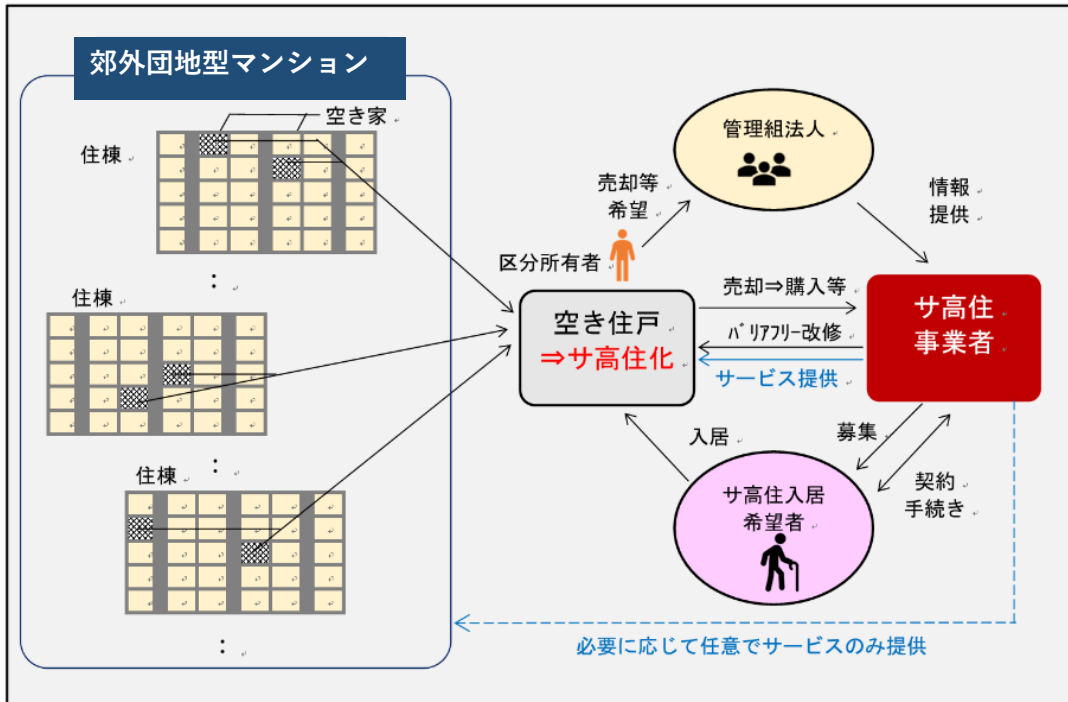 郊外団地型マンション
空き家
住棟
：
住棟
：
住棟
：
管理組法人
売却等
希望
情報
提供
区分所有者
空き住戸
⇒サ高住化
売却⇒購入等
ﾊﾞﾘｱﾌﾘｰ改修
サービス提供
サ高住
事業者
入居
募集
契約
手続き
サ高住入居
希望者
必要に応じて任意でサービスのみ提供